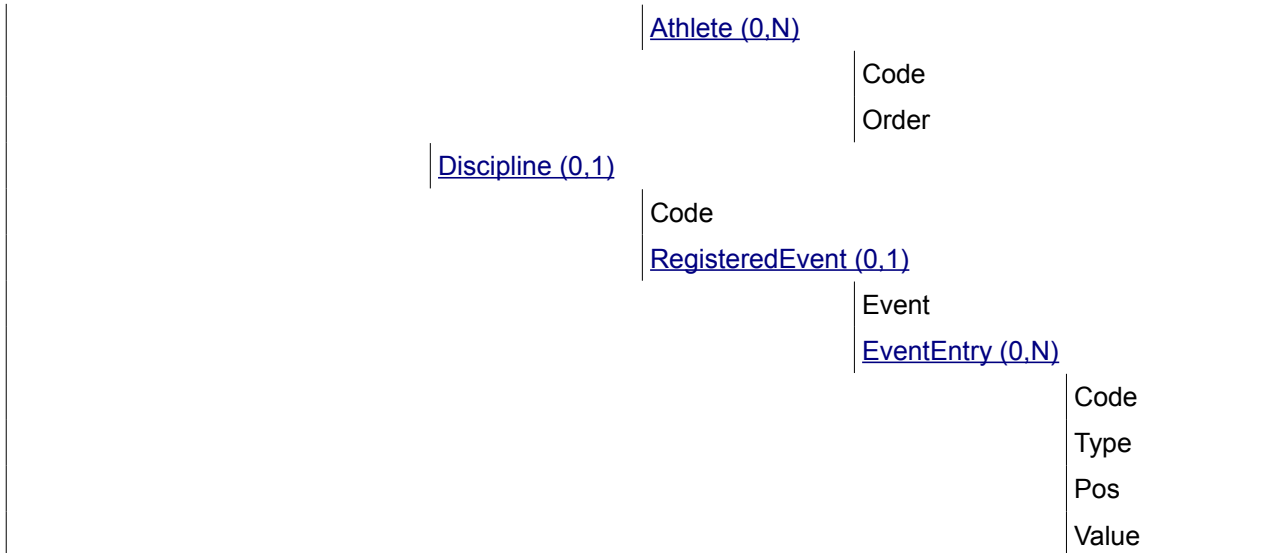 Athlete (0,N)
Code
Order
Discipline (0,1)
Code
RegisteredEvent (0,1)
Event
EventEntry (0,N)
Code
Type
Pos
Value